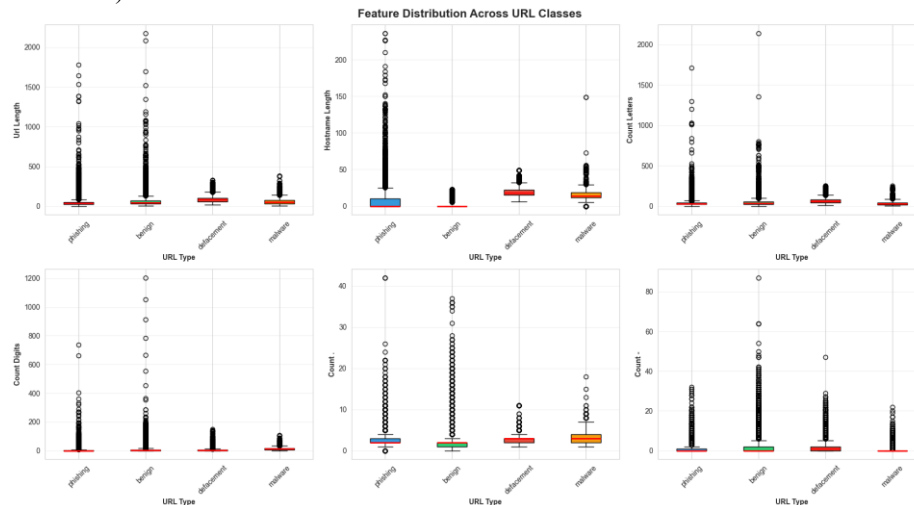 Feature Distribution Across URL Classes
Url Length
2000
1500
1000
500
0
phishing
benign
defacement
malware
URL Type
Hostname Length
200
150
100
50
0
phishing
benign
defacement
malware
URL Type
Count Letters
2000
1500
1000
500
0
phishing
benign
defacement
malware
URL Type
Count Digits
1200
1000
800
600
400
200
0
phishing
benign
defacement
malware
URL Type
Count .
40
30
20
10
0
phishing
benign
defacement
malware
URL Type
Count -
80
60
40
20
0
phishing
benign
defacement
malware
URL Type